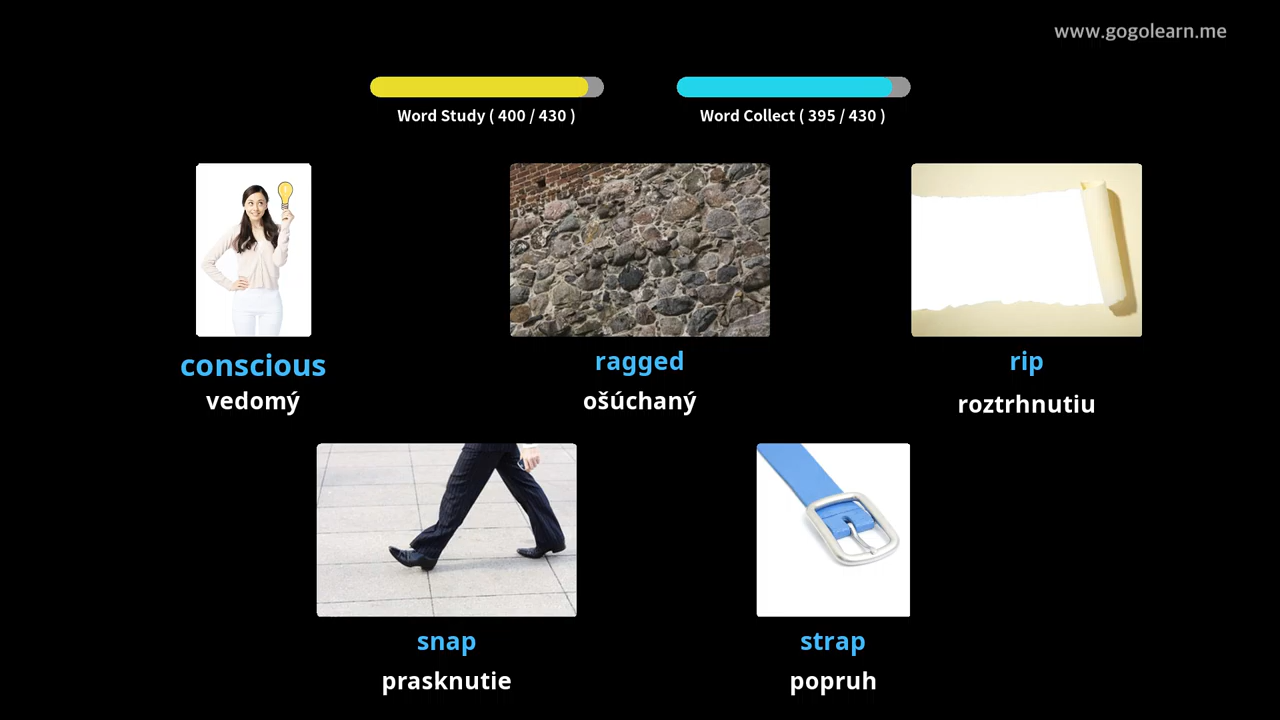 www.gogolearn.me
Word Study ( 400 / 430 )
Word Collect ( 395 / 430 )
conscious
vedomý
ragged
ošúchaný
rip
roztrhnutiu
snap
prasknutie
strap
popruh